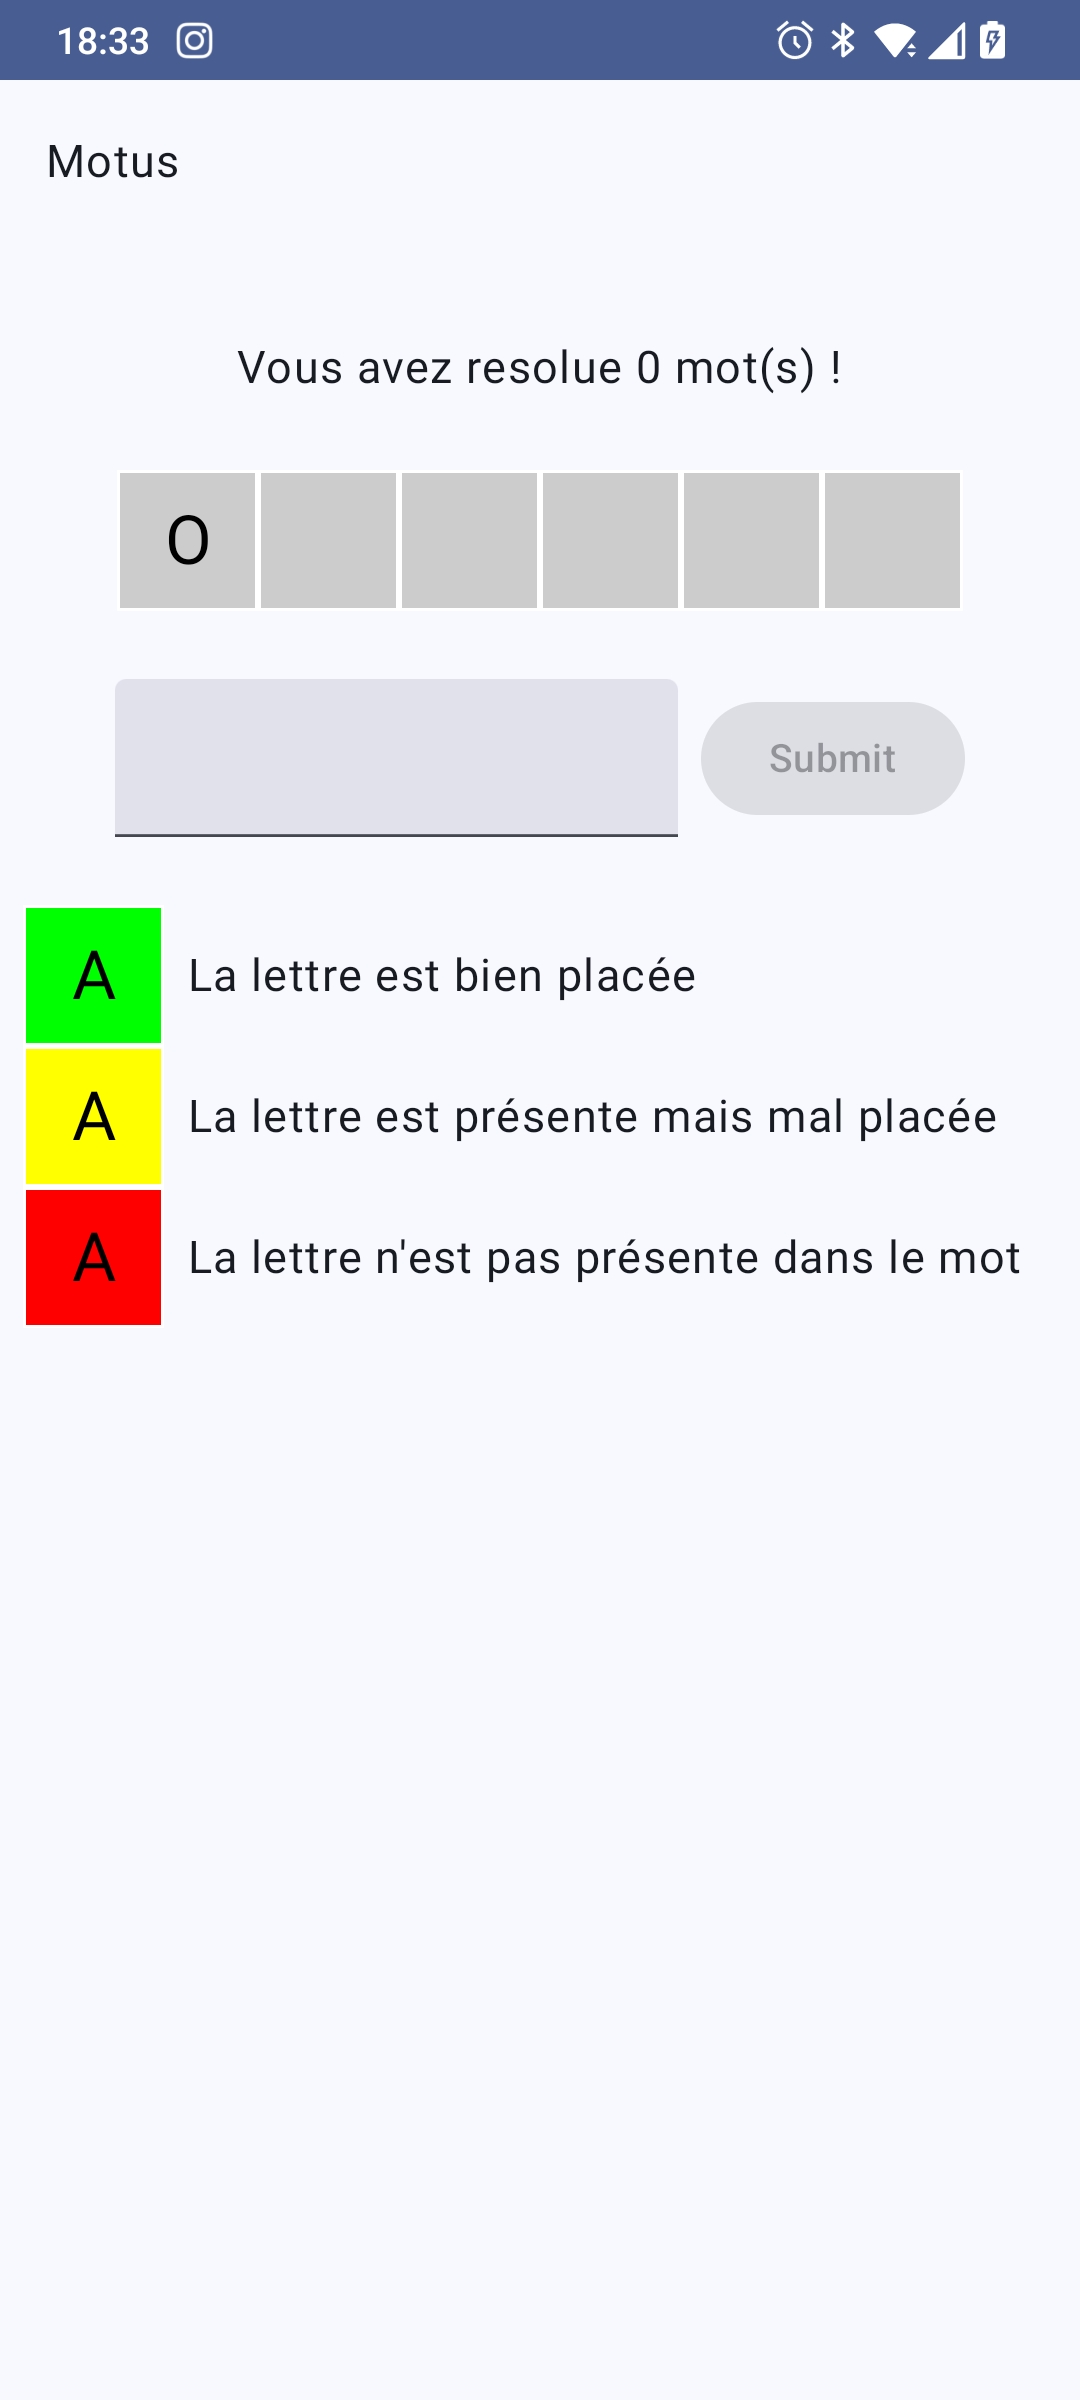 18:33
Motus
Vous avez resolue 0 mot(s) !
O
Submit
A La lettre est bien placée
A La lettre est présente mais mal placée
A La lettre n'est pas présente dans le mot